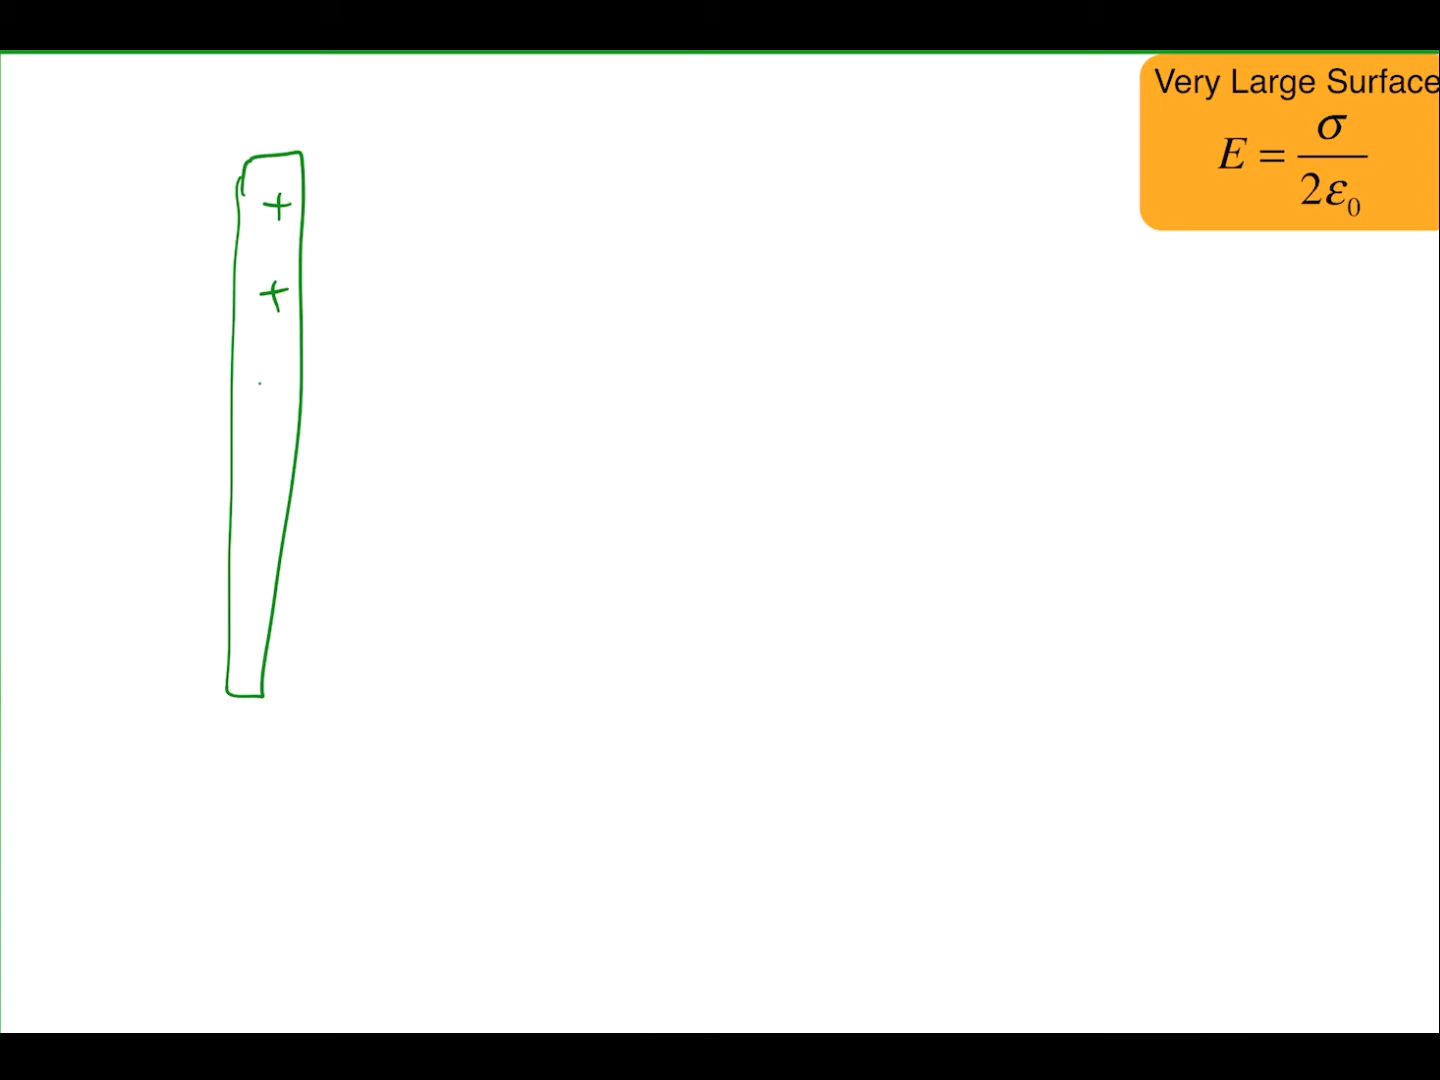 Very Large Surface
E = σ / 2ε₀
+
+